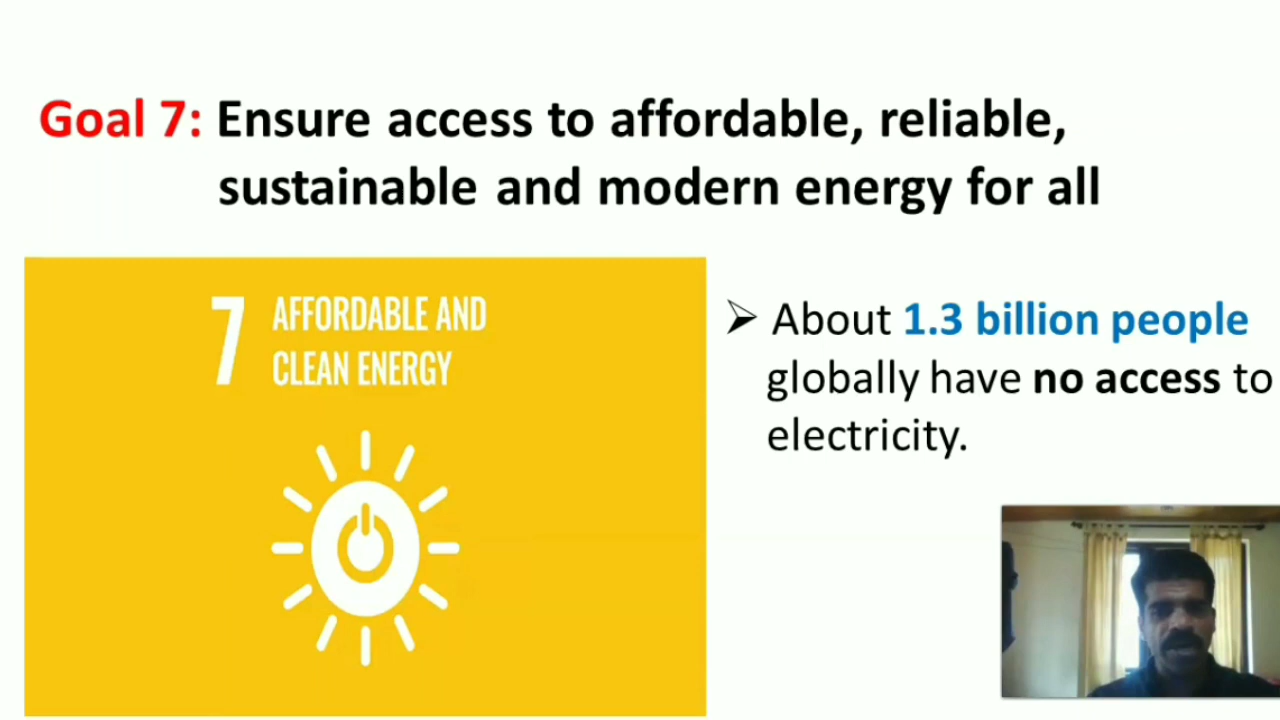 Goal 7: Ensure access to affordable, reliable,
sustainable and modern energy for all
7 AFFORDABLE AND
CLEAN ENERGY
➢ About 1.3 billion people
globally have no access to
electricity.